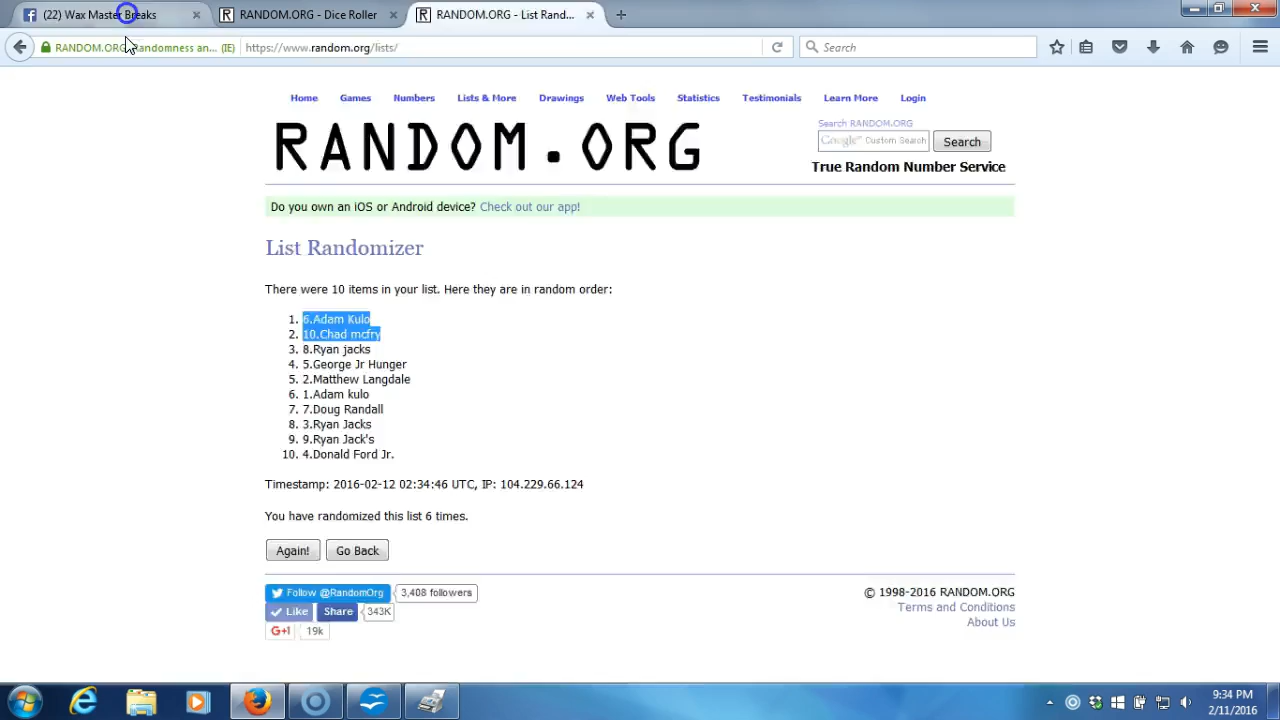 (22) Wax Master Breaks
RANDOM.ORG - Dice Roller
RANDOM.ORG - List Rand...
(IE)
https://www.random.org/lists/
Search
Home Games Numbers Lists & More Drawings Web Tools Statistics Testimonials Learn More Login
RANDOM.ORG
Search RANDOM.ORG
Google™ Custom Search
Search
True Random Number Service
Do you own an iOS or Android device? Check out our app!
List Randomizer
There were 10 items in your list. Here they are in random order:
1. 6.Adam Kulo
2. 10.Chad mcfry
3. 8.Ryan jacks
4. 5.George Jr Hunger
5. 2.Matthew Langdale
6. 1.Adam kulo
7. 7.Doug Randall
8. 3.Ryan Jacks
9. 9.Ryan Jack's
10. 4.Donald Ford Jr.
Timestamp: 2016-02-12 02:34:46 UTC, IP: 104.229.66.124
You have randomized this list 6 times.
Again!
Go Back
Follow @RandomOrg
3,408 followers
Like
Share
343K
G+1
19k
© 1998-2016 RANDOM.ORG
Terms and Conditions
About Us
9:34 PM
2/11/2016